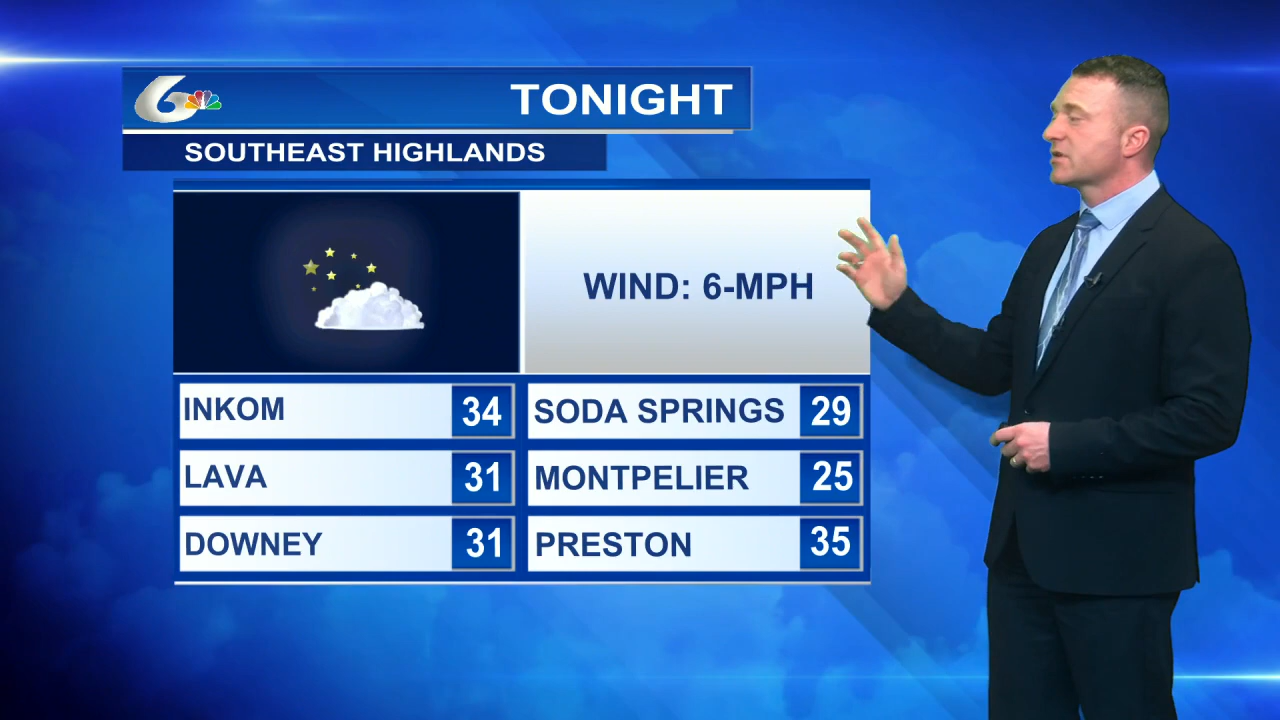 6
TONIGHT
SOUTHEAST HIGHLANDS
WIND: 6-MPH
INKOM 34
SODA SPRINGS 29
LAVA 31
MONTPELIER 25
DOWNEY 31
PRESTON 35